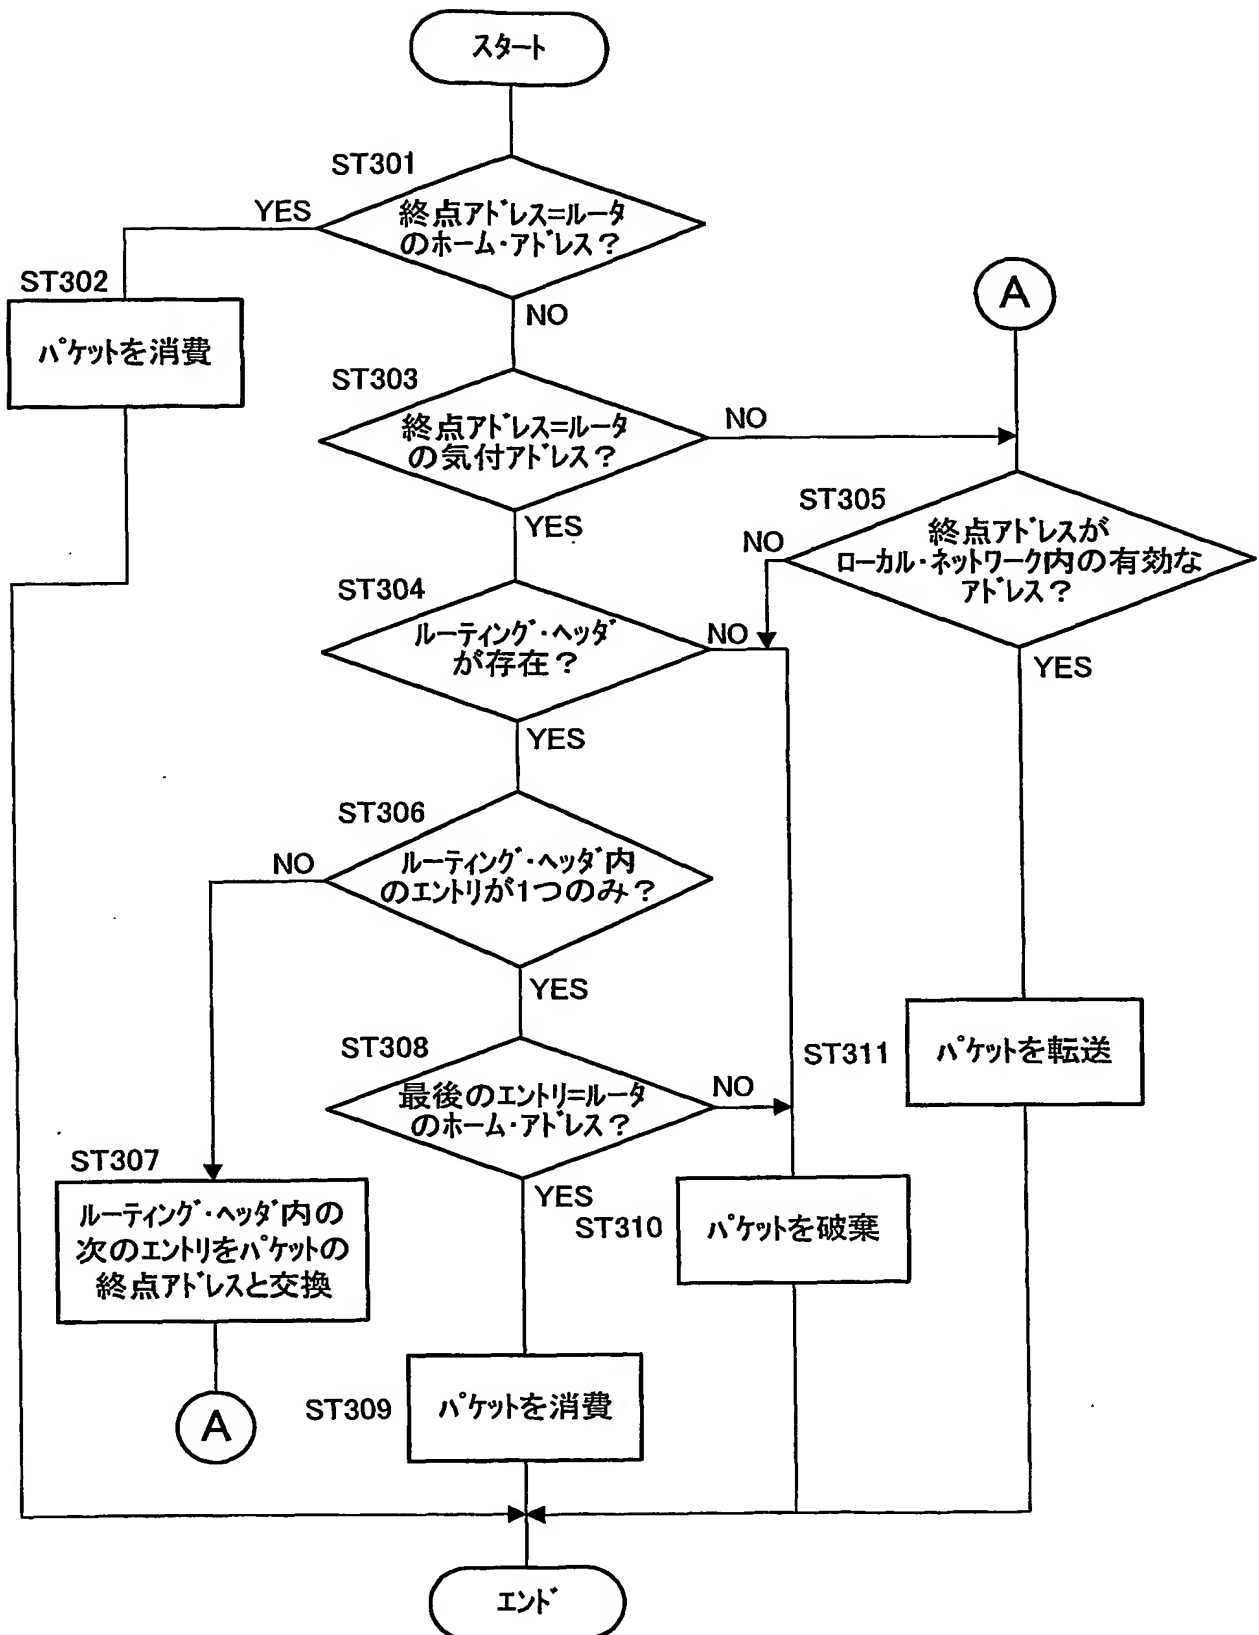 スタート
ST301
終点アドレス=ルータ
のホーム・アドレス?
YES
NO
ST302
パケットを消費
A
ST303
終点アドレス=ルータ
の気付アドレス?
NO
YES
ST305
終点アドレスが
ローカル・ネットワーク内の有効な
アドレス?
NO
YES
ST304
ルーティング・ヘッダ
が存在?
NO
YES
ST306
ルーティング・ヘッダ内
のエントリが1つのみ?
NO
YES
ST308
最後のエントリ=ルータ
のホーム・アドレス?
NO
YES
ST311
パケットを転送
ST307
ルーティング・ヘッダ内の
次のエントリをパケットの
終点アドレスと交換
ST310
パケットを破棄
A
ST309
パケットを消費
エンド